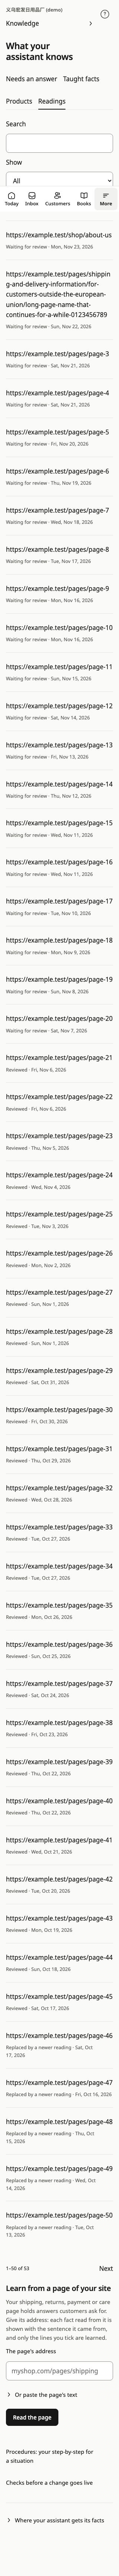 义乌宏发日用品厂 (demo)
Knowledge
What your
assistant knows
Needs an answer Taught facts
Products Readings
Search
Show
All
Today Inbox Customers Books More
https://example.test/shop/about-us
Waiting for review · Mon, Nov 23, 2026
https://example.test/pages/shippin
g-and-delivery-information/for-
customers-outside-the-european-
union/long-page-name-that-
continues-for-a-while-0123456789
Waiting for review · Sun, Nov 22, 2026
https://example.test/pages/page-3
Waiting for review · Sat, Nov 21, 2026
https://example.test/pages/page-4
Waiting for review · Sat, Nov 21, 2026
https://example.test/pages/page-5
Waiting for review · Fri, Nov 20, 2026
https://example.test/pages/page-6
Waiting for review · Thu, Nov 19, 2026
https://example.test/pages/page-7
Waiting for review · Wed, Nov 18, 2026
https://example.test/pages/page-8
Waiting for review · Tue, Nov 17, 2026
https://example.test/pages/page-9
Waiting for review · Mon, Nov 16, 2026
https://example.test/pages/page-10
Waiting for review · Mon, Nov 16, 2026
https://example.test/pages/page-11
Waiting for review · Sun, Nov 15, 2026
https://example.test/pages/page-12
Waiting for review · Sat, Nov 14, 2026
https://example.test/pages/page-13
Waiting for review · Fri, Nov 13, 2026
https://example.test/pages/page-14
Waiting for review · Thu, Nov 12, 2026
https://example.test/pages/page-15
Waiting for review · Wed, Nov 11, 2026
https://example.test/pages/page-16
Waiting for review · Wed, Nov 11, 2026
https://example.test/pages/page-17
Waiting for review · Tue, Nov 10, 2026
https://example.test/pages/page-18
Waiting for review · Mon, Nov 9, 2026
https://example.test/pages/page-19
Waiting for review · Sun, Nov 8, 2026
https://example.test/pages/page-20
Waiting for review · Sat, Nov 7, 2026
https://example.test/pages/page-21
Reviewed · Fri, Nov 6, 2026
https://example.test/pages/page-22
Reviewed · Fri, Nov 6, 2026
https://example.test/pages/page-23
Reviewed · Thu, Nov 5, 2026
https://example.test/pages/page-24
Reviewed · Wed, Nov 4, 2026
https://example.test/pages/page-25
Reviewed · Tue, Nov 3, 2026
https://example.test/pages/page-26
Reviewed · Mon, Nov 2, 2026
https://example.test/pages/page-27
Reviewed · Sun, Nov 1, 2026
https://example.test/pages/page-28
Reviewed · Sun, Nov 1, 2026
https://example.test/pages/page-29
Reviewed · Sat, Oct 31, 2026
https://example.test/pages/page-30
Reviewed · Fri, Oct 30, 2026
https://example.test/pages/page-31
Reviewed · Thu, Oct 29, 2026
https://example.test/pages/page-32
Reviewed · Wed, Oct 28, 2026
https://example.test/pages/page-33
Reviewed · Tue, Oct 27, 2026
https://example.test/pages/page-34
Reviewed · Tue, Oct 27, 2026
https://example.test/pages/page-35
Reviewed · Mon, Oct 26, 2026
https://example.test/pages/page-36
Reviewed · Sun, Oct 25, 2026
https://example.test/pages/page-37
Reviewed · Sat, Oct 24, 2026
https://example.test/pages/page-38
Reviewed · Fri, Oct 23, 2026
https://example.test/pages/page-39
Reviewed · Thu, Oct 22, 2026
https://example.test/pages/page-40
Reviewed · Thu, Oct 22, 2026
https://example.test/pages/page-41
Reviewed · Wed, Oct 21, 2026
https://example.test/pages/page-42
Reviewed · Tue, Oct 20, 2026
https://example.test/pages/page-43
Reviewed · Mon, Oct 19, 2026
https://example.test/pages/page-44
Reviewed · Sun, Oct 18, 2026
https://example.test/pages/page-45
Reviewed · Sat, Oct 17, 2026
https://example.test/pages/page-46
Replaced by a newer reading · Sat, Oct
17, 2026
https://example.test/pages/page-47
Replaced by a newer reading · Fri, Oct 16, 2026
https://example.test/pages/page-48
Replaced by a newer reading · Thu, Oct
15, 2026
https://example.test/pages/page-49
Replaced by a newer reading · Wed, Oct
14, 2026
https://example.test/pages/page-50
Replaced by a newer reading · Tue, Oct
13, 2026
1–50 of 53 Next
Learn from a page of your site
Your shipping, returns, payment or care
page holds answers customers ask for.
Give its address: each fact read from it is
shown with the sentence it came from,
and only the lines you tick are learned.
The page's address
myshop.com/pages/shipping
Or paste the page's text
Read the page
Procedures: your step-by-step for
a situation
Checks before a change goes live
Where your assistant gets its facts